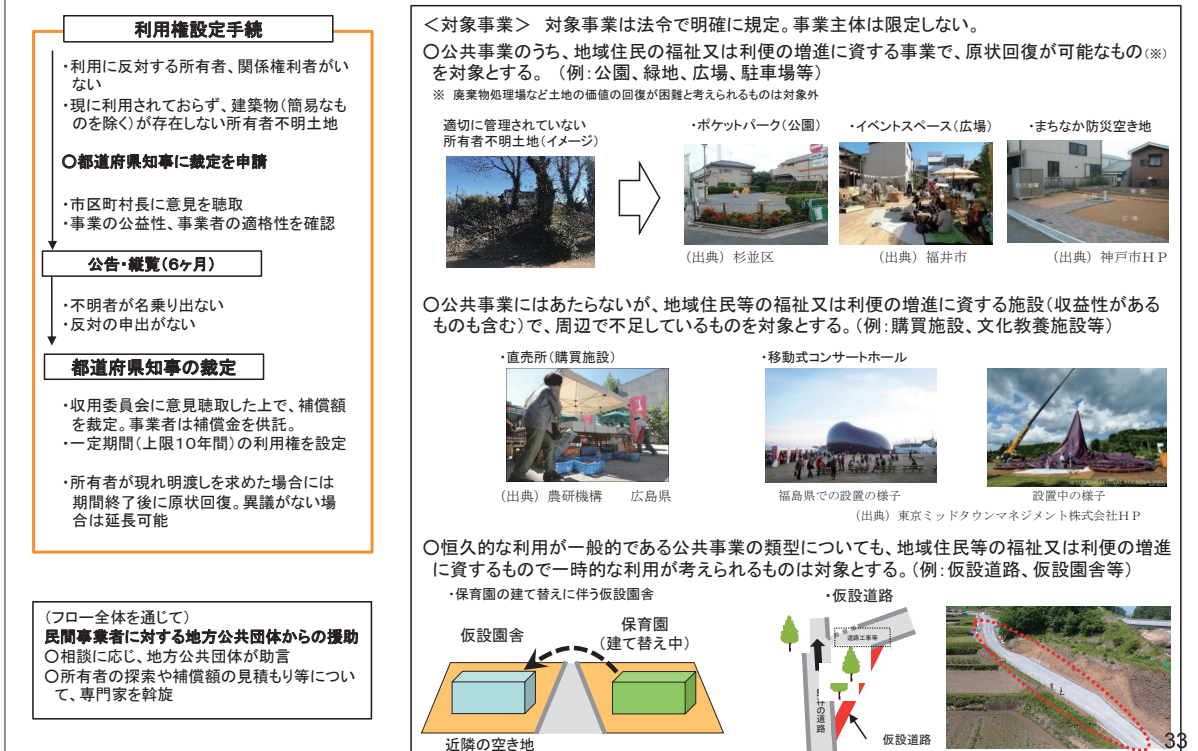 利用権設定手続
・利用に反対する所有者、関係権利者がい
ない
・現に利用されておらず、建築物(簡易なも
のを除く)が存在しない所有者不明土地
○都道府県知事に裁定を申請
・市区町村長に意見を聴取
・事業の公益性、事業者の適格性を確認
公告・縦覧(6ヶ月)
・不明者が名乗り出ない
・反対の申出がない
都道府県知事の裁定
・収用委員会に意見聴取した上で、補償額
を裁定。事業者は補償金を供託。
・一定期間(上限10年間)の利用権を設定
・所有者が現れ明渡しを求めた場合には
期間終了後に原状回復。異議がない場
合は延長可能
(フロー全体を通じて)
民間事業者に対する地方公共団体からの援助
○相談に応じ、地方公共団体が助言
○所有者の探索や補償額の見積もり等につい
て、専門家を斡旋
<対象事業> 対象事業は法令で明確に規定。事業主体は限定しない。
○公共事業のうち、地域住民の福祉又は利便の増進に資する事業で、原状回復が可能なもの(※)
を対象とする。 (例:公園、緑地、広場、駐車場等)
※ 廃棄物処理場など土地の価値の回復が困難と考えられるものは対象外
適切に管理されていない
所有者不明土地(イメージ)
・ポケットパーク(公園)
・イベントスペース(広場)
・まちなか防災空き地
(出典)杉並区
(出典)福井市
(出典)神戸市HP
○公共事業にはあたらないが、地域住民等の福祉又は利便の増進に資する施設(収益性がある
ものも含む)で、周辺で不足しているものを対象とする。(例:購買施設、文化教養施設等)
・直売所(購買施設)
・移動式コンサートホール
(出典)農研機構 広島県
福島県での設置の様子
設置中の様子
(出典)東京ミッドタウンマネジメント株式会社HP
○恒久的な利用が一般的である公共事業の類型についても、地域住民等の福祉又は利便の増進
に資するもので一時的な利用が考えられるものは対象とする。(例:仮設道路、仮設園舎等)
・保育園の建て替えに伴う仮設園舎
・仮設道路
仮設園舎
保育園
(建て替え中)
近隣の空き地
道路工事等
の道路
仮設道路
33